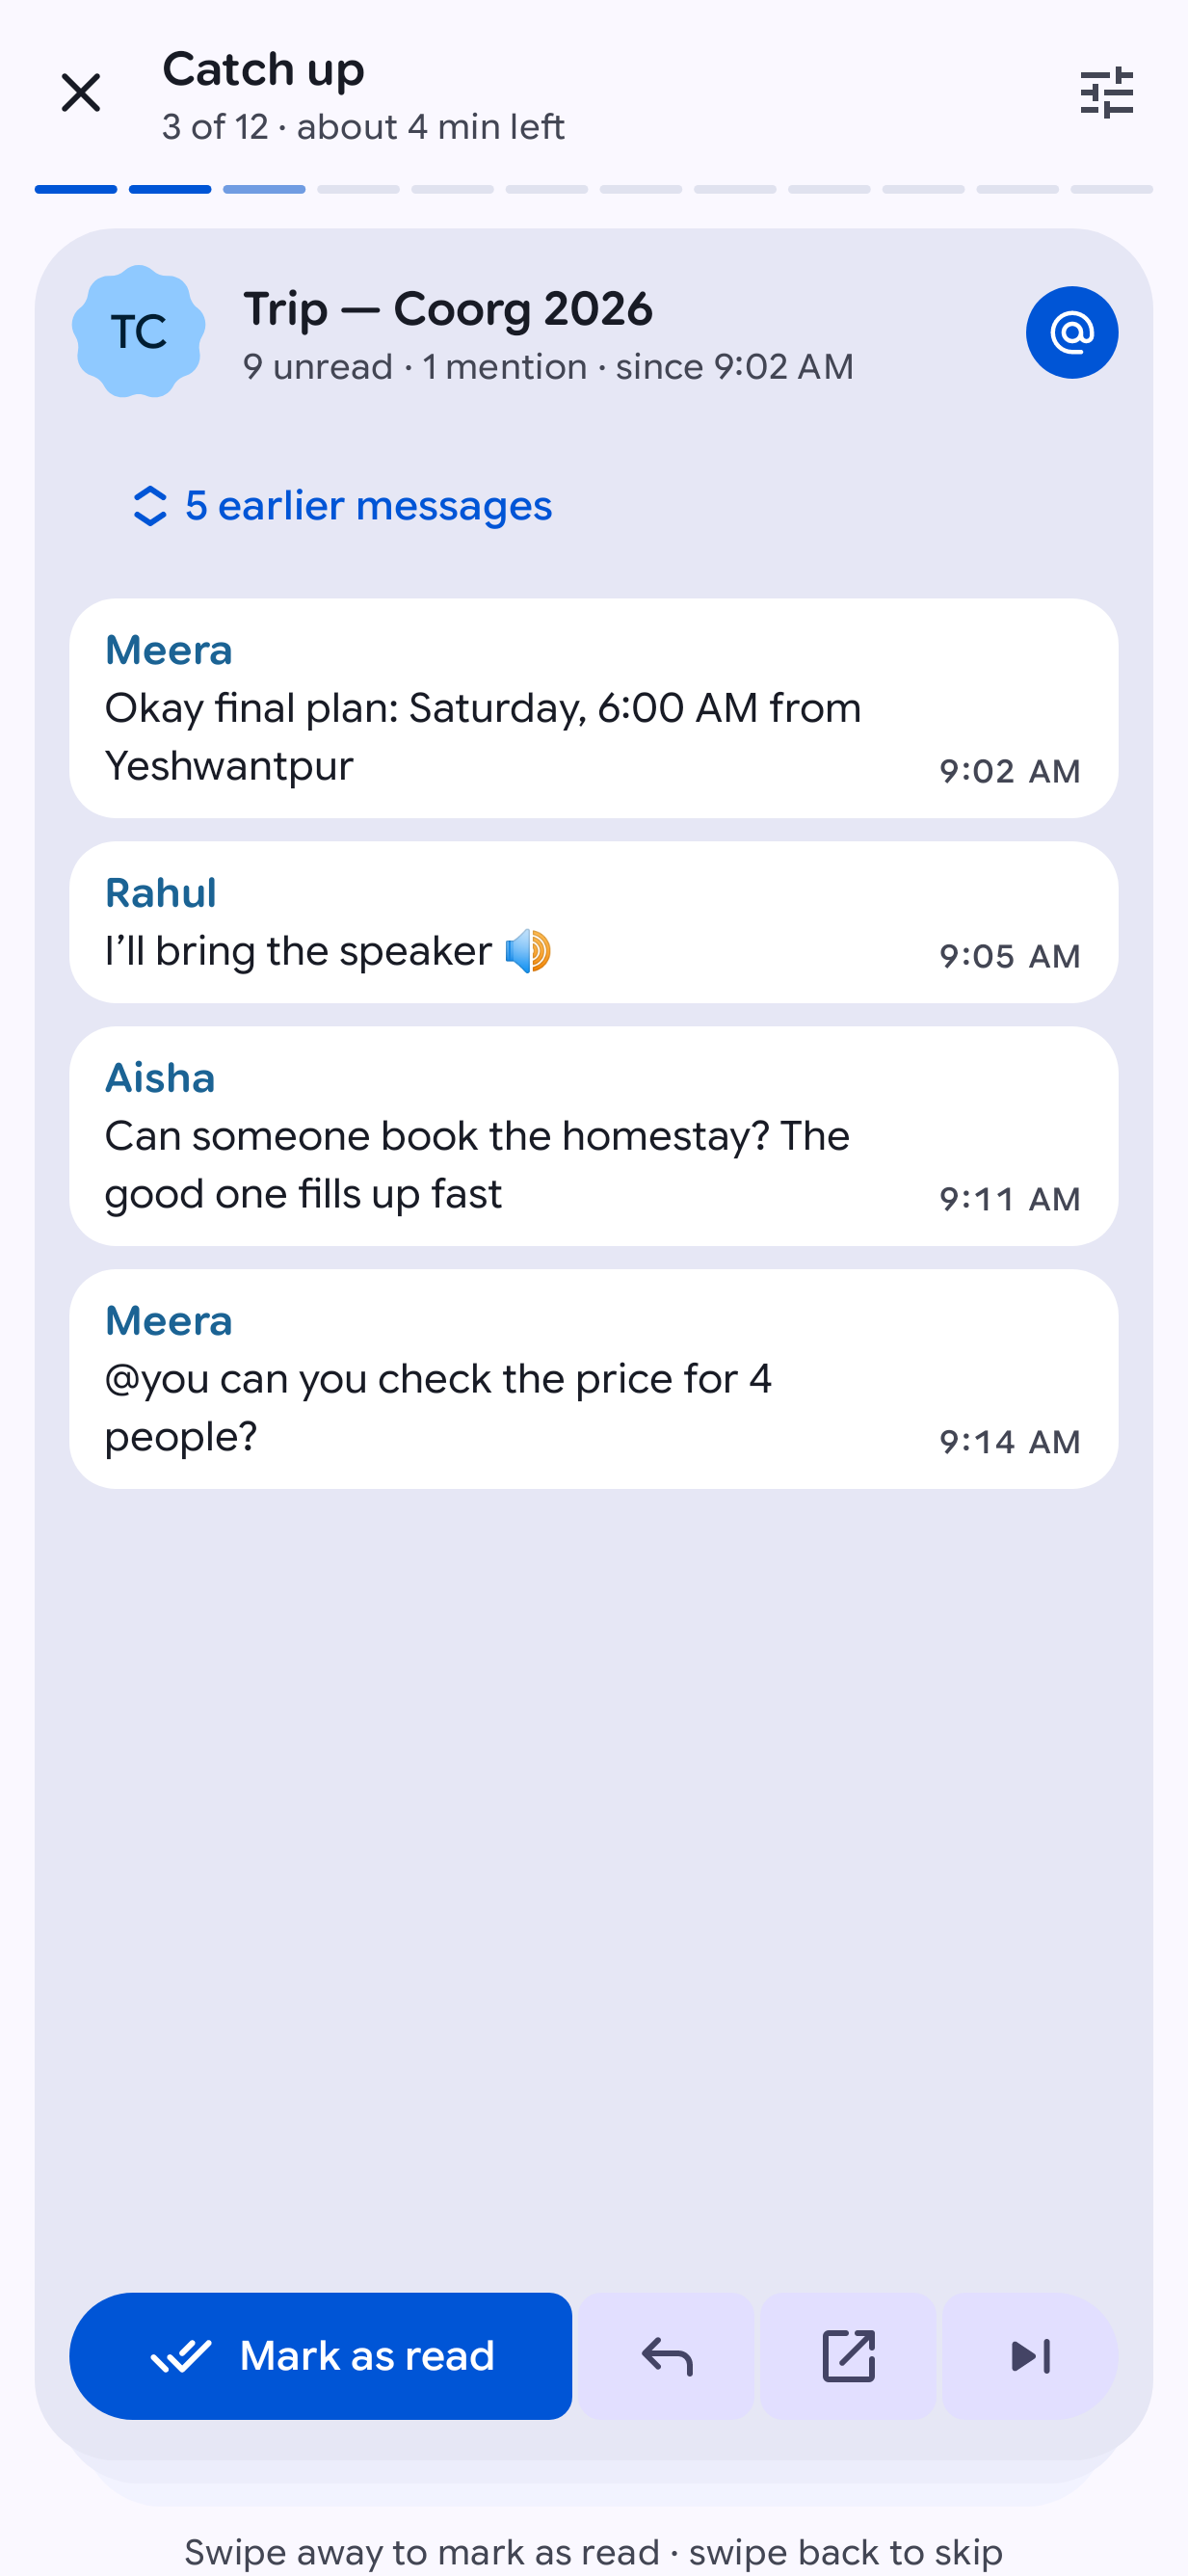 Catch up
3 of 12 · about 4 min left
TC
Trip — Coorg 2026
9 unread · 1 mention · since 9:02 AM
5 earlier messages
Meera
Okay final plan: Saturday, 6:00 AM from
Yeshwantpur
9:02 AM
Rahul
I’ll bring the speaker 🔊
9:05 AM
Aisha
Can someone book the homestay? The
good one fills up fast
9:11 AM
Meera
@you can you check the price for 4
people?
9:14 AM
Mark as read
Swipe away to mark as read · swipe back to skip